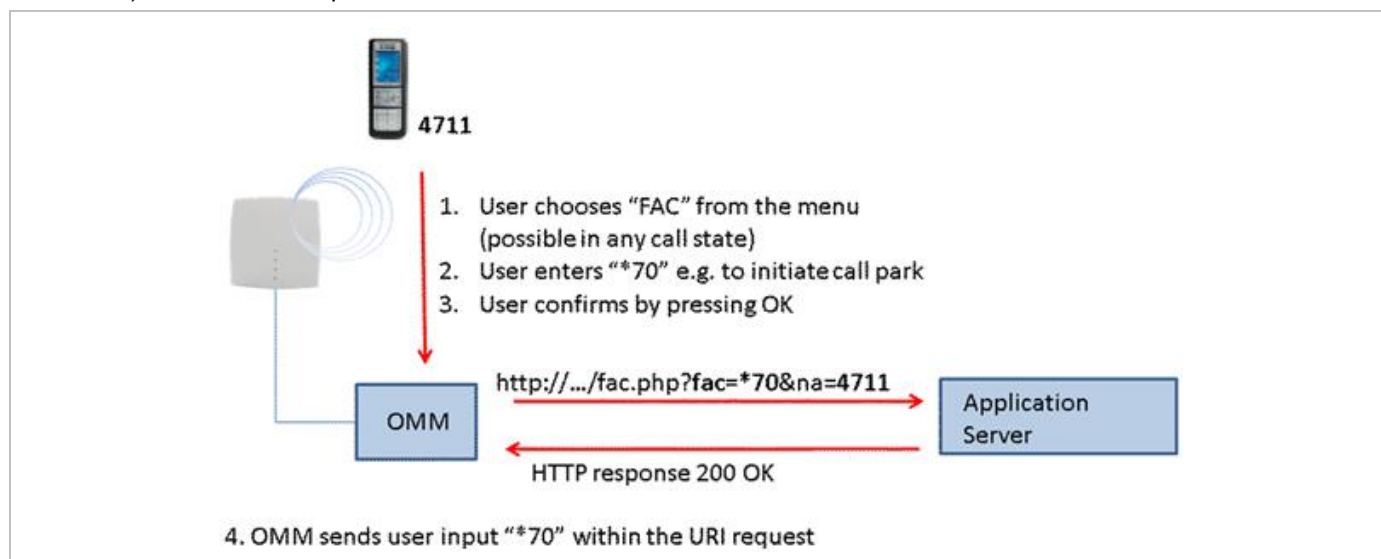 4711
1. User chooses “FAC” from the menu
(possible in any call state)
2. User enters “*70” e.g. to initiate call park
3. User confirms by pressing OK
http://…/fac.php?fac=*70&na=4711
OMM
Application
Server
HTTP response 200 OK
4. OMM sends user input “*70” within the URI request